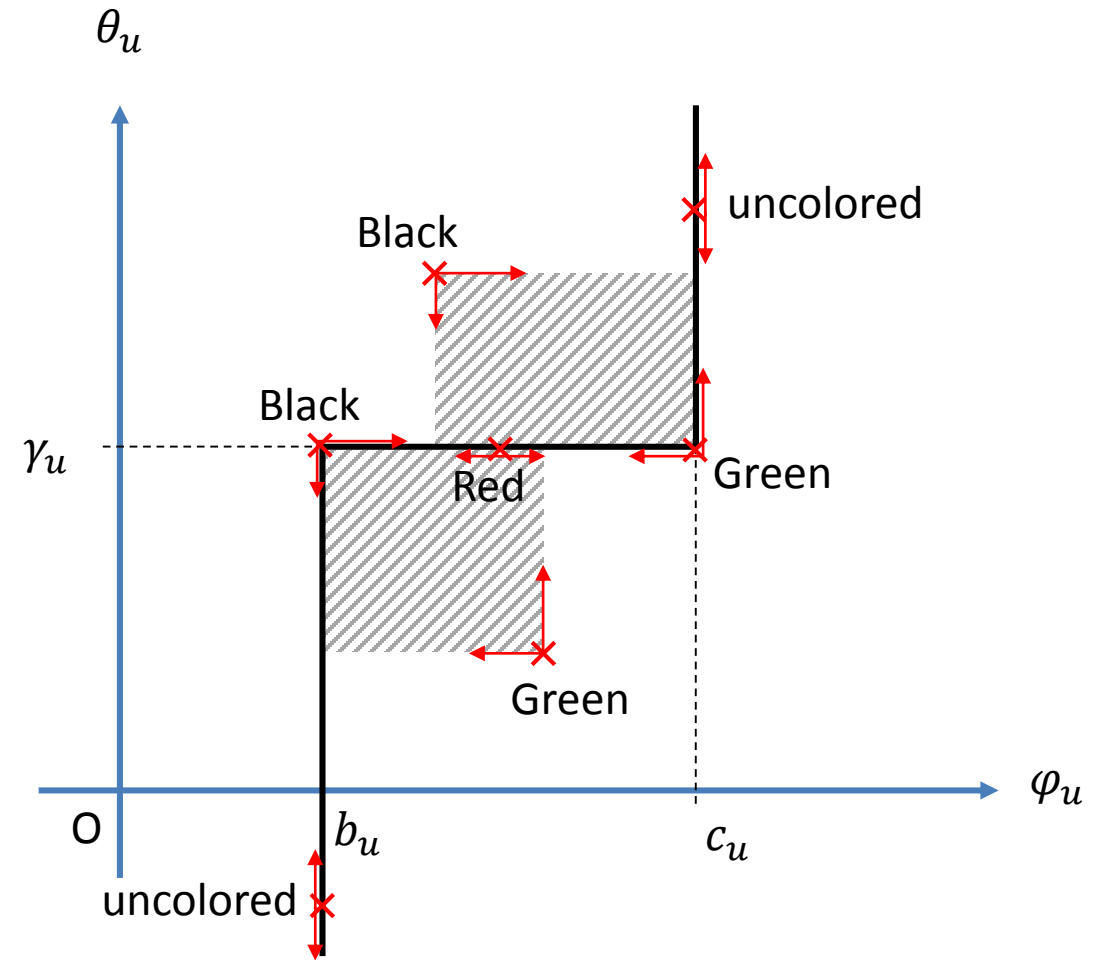 θ_u
uncolored
Black
Black
γ_u
Red
Green
Green
φ_u
O
b_u
c_u
uncolored